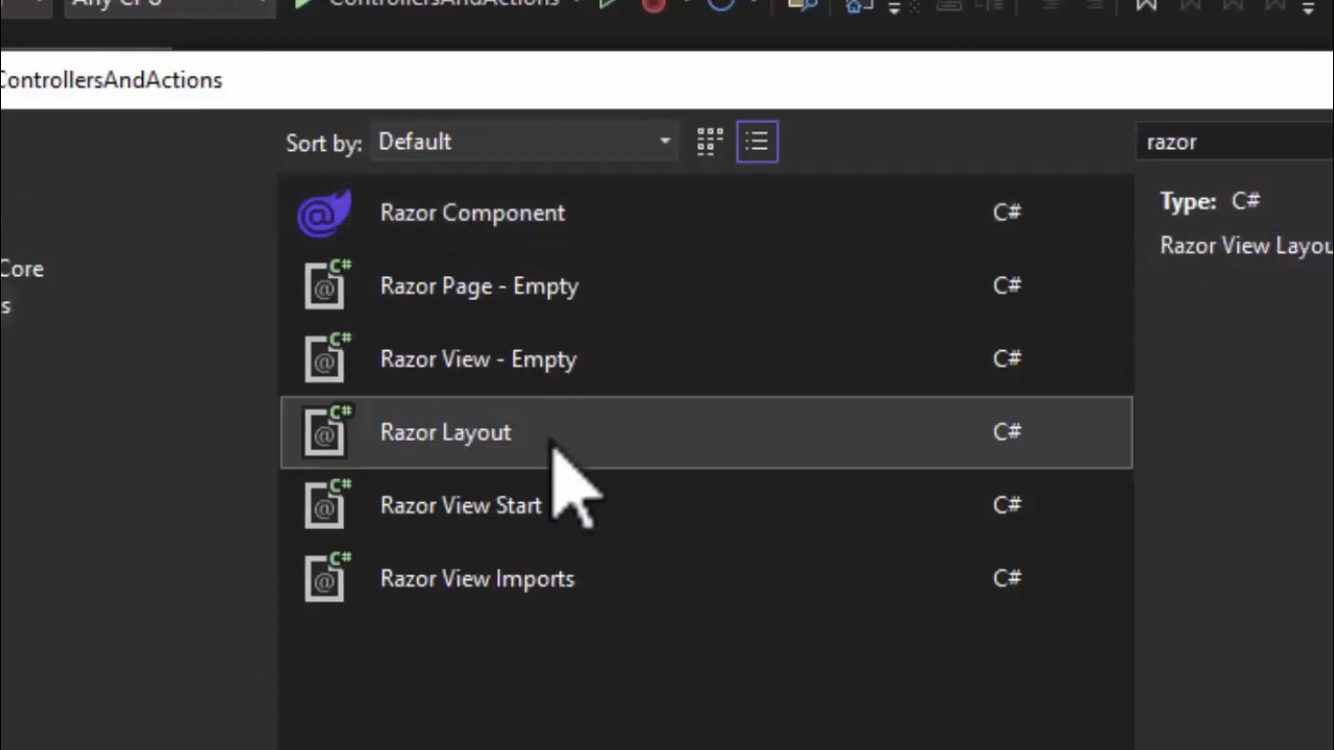 Any CPU
ControllersAndActions
ControllersAndActions
Sort by: Default
razor
Razor Component C#
Type: C#
Razor Page - Empty C#
Razor View
Core
Razor View - Empty C#
s
Razor Layout C#
Razor View Start C#
Razor View Imports C#